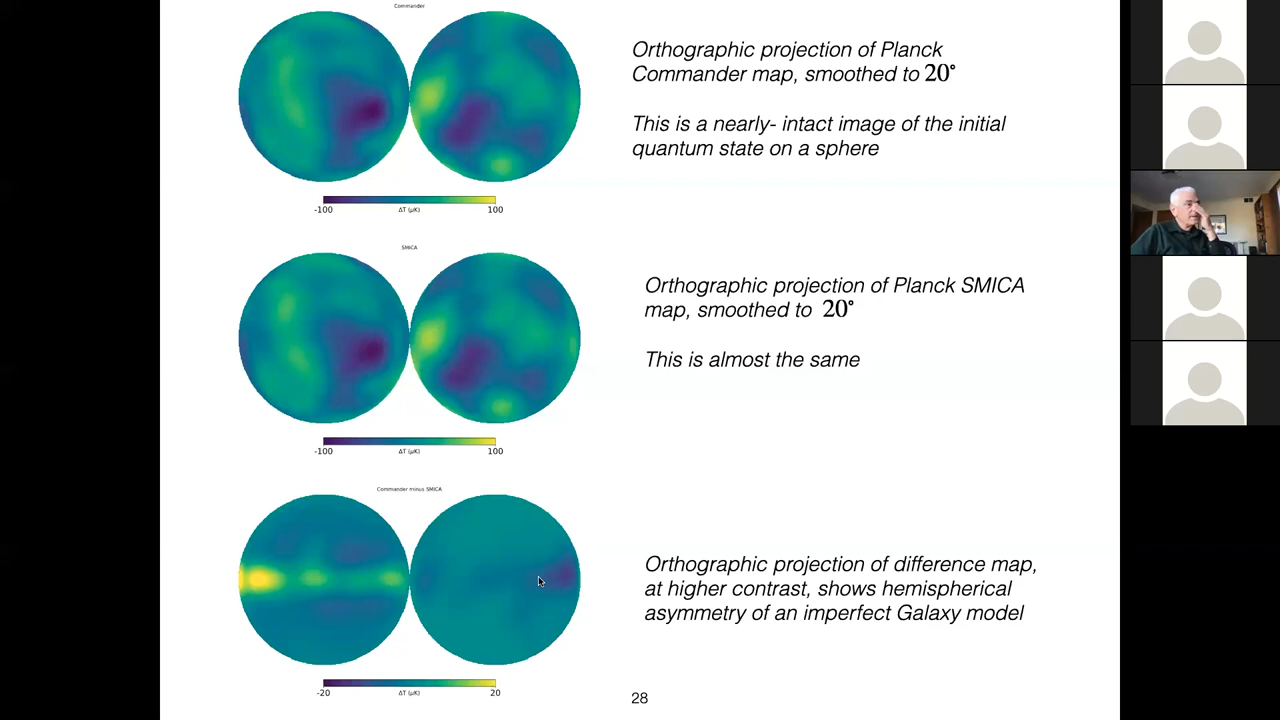 Commander
Orthographic projection of Planck
Commander map, smoothed to 20°
This is a nearly- intact image of the initial
quantum state on a sphere
-100 ΔT (μK) 100
SMICA
Orthographic projection of Planck SMICA
map, smoothed to 20°
This is almost the same
-100 ΔT (μK) 100
Commander minus SMICA
Orthographic projection of difference map,
at higher contrast, shows hemispherical
asymmetry of an imperfect Galaxy model
-20 ΔT (μK) 20
28